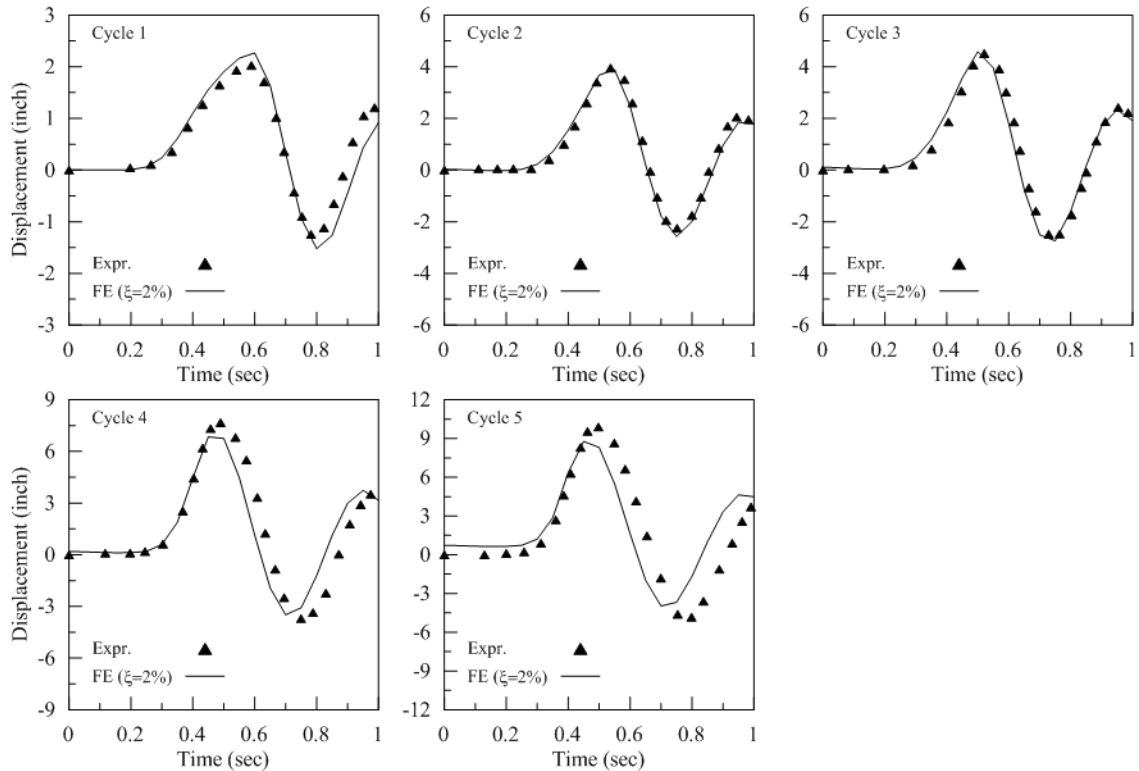 3
2
1
0
-1
-2
-3
Displacement (inch)
Cycle 1
Expr.
FE (ξ=2%)
0 0.2 0.4 0.6 0.8 1
Time (sec)
6
4
2
0
-2
-4
-6
Cycle 2
Expr.
FE (ξ=2%)
0 0.2 0.4 0.6 0.8 1
Time (sec)
6
4
2
0
-2
-4
-6
Cycle 3
Expr.
FE (ξ=2%)
0 0.2 0.4 0.6 0.8 1
Time (sec)
9
6
3
0
-3
-6
-9
Displacement (inch)
Cycle 4
Expr.
FE (ξ=2%)
0 0.2 0.4 0.6 0.8 1
Time (sec)
12
9
6
3
0
-3
-6
-9
-12
Cycle 5
Expr.
FE (ξ=2%)
0 0.2 0.4 0.6 0.8 1
Time (sec)